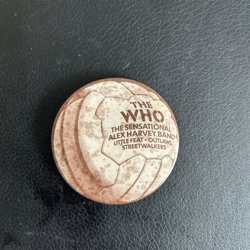 THE
WHO
THE SENSATIONAL
ALEX HARVEY BAND
LITTLE FEAT - OUTLAWS
STREETWALKERS